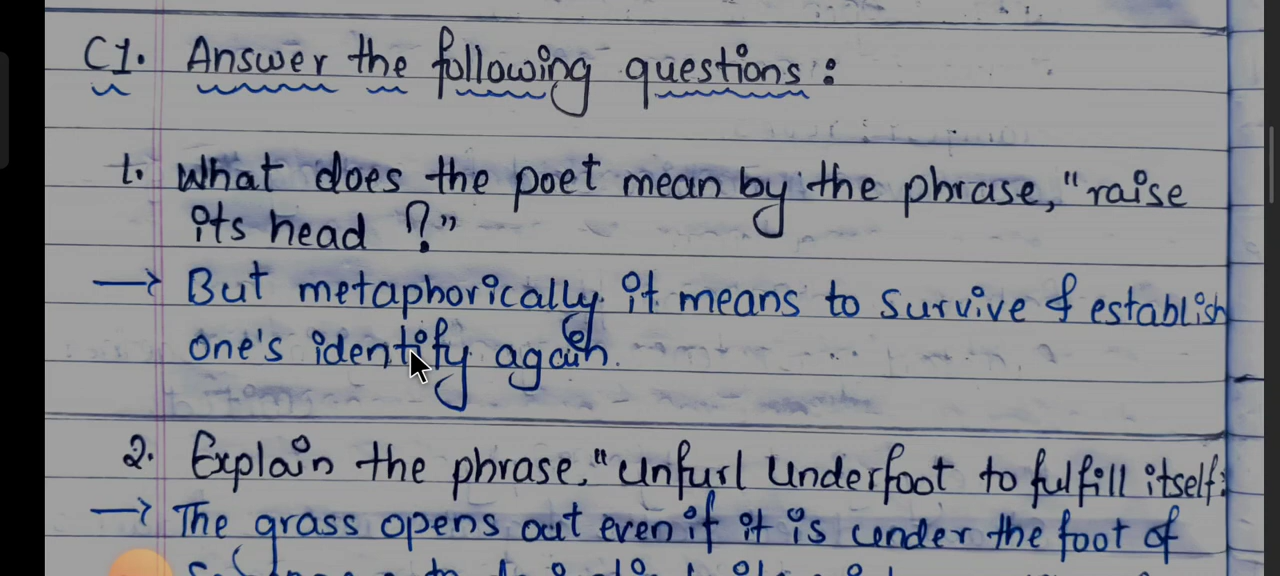 C1. Answer the following questions :
1. What does the poet mean by the phrase, "raise
its head ?"
→ But metaphorically it means to survive & establish
one's identify again.
2. Explain the phrase, "unfurl underfoot to fulfill itself.
→ The grass opens out even if it is under the foot of